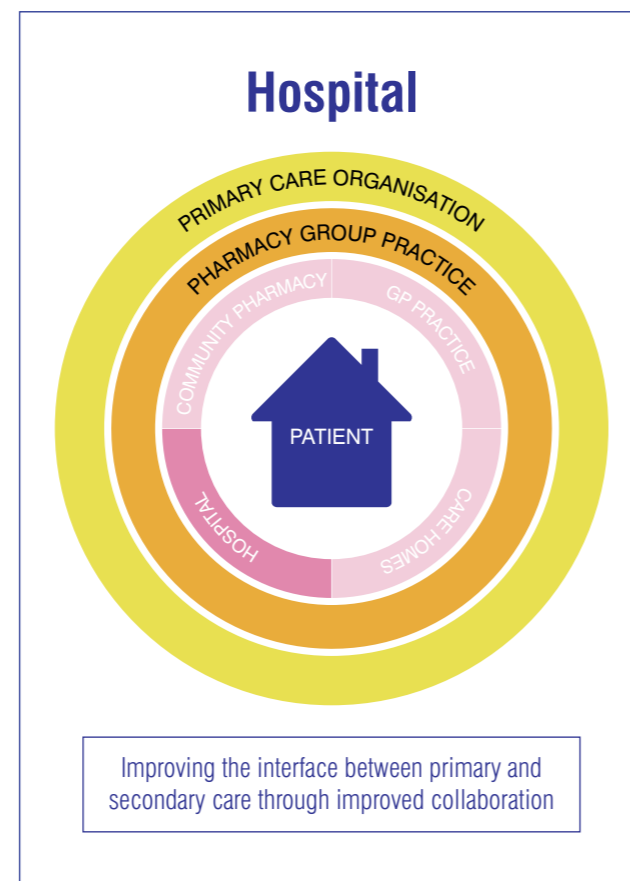 Hospital
PRIMARY CARE ORGANISATION
PHARMACY GROUP PRACTICE
COMMUNITY PHARMACY
GP PRACTICE
PATIENT
HOSPITAL
CARE HOMES
Improving the interface between primary and
secondary care through improved collaboration